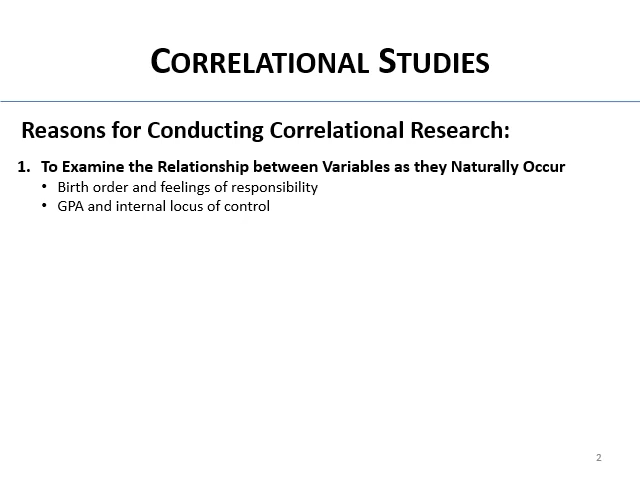 CORRELATIONAL STUDIES
Reasons for Conducting Correlational Research:
1. To Examine the Relationship between Variables as they Naturally Occur
• Birth order and feelings of responsibility
• GPA and internal locus of control
2